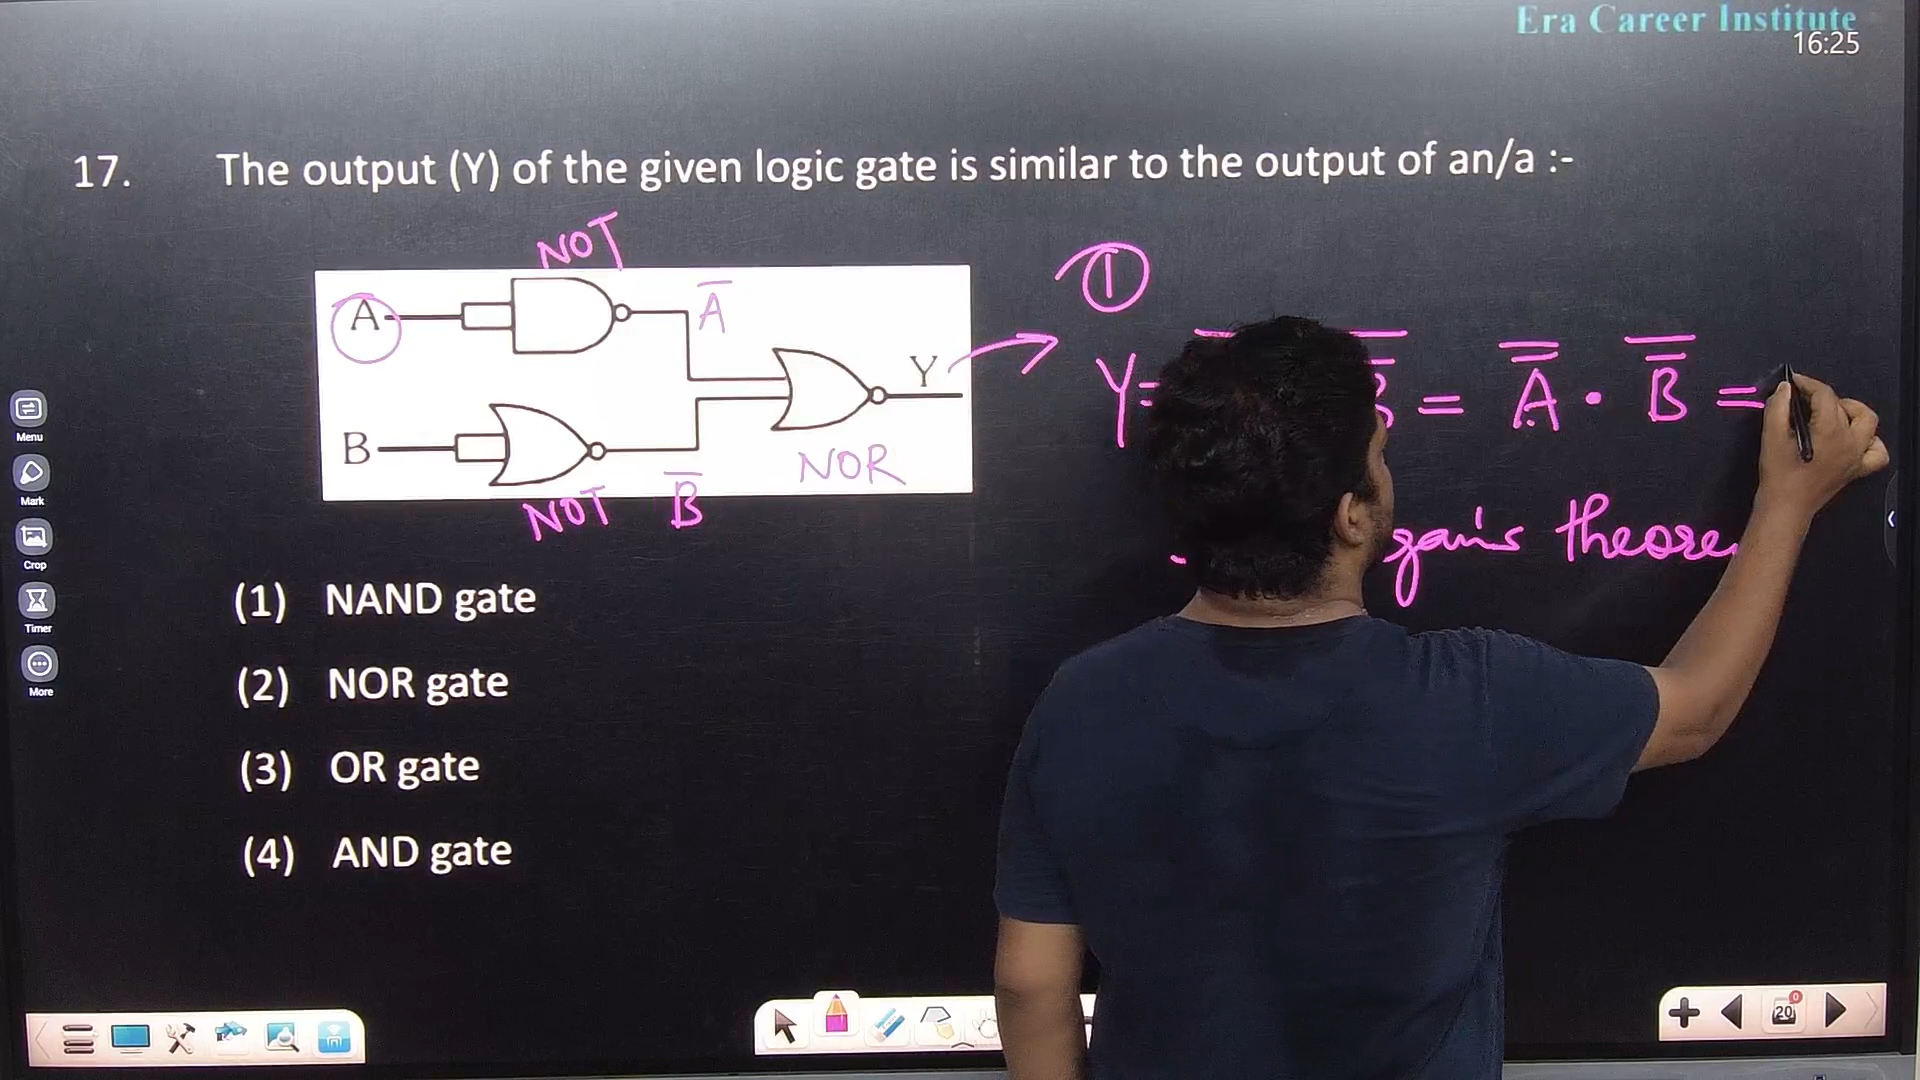 Era Career Institute
16:25
17. The output (Y) of the given logic gate is similar to the output of an/a :-
NOT
①
A
A̅
Y
Y= = A̿ · B̿ =
B
NOR
NOT B̅
theore
(1) NAND gate
(2) NOR gate
(3) OR gate
(4) AND gate
Menu
Mark
Crop
Timer
More
20
0